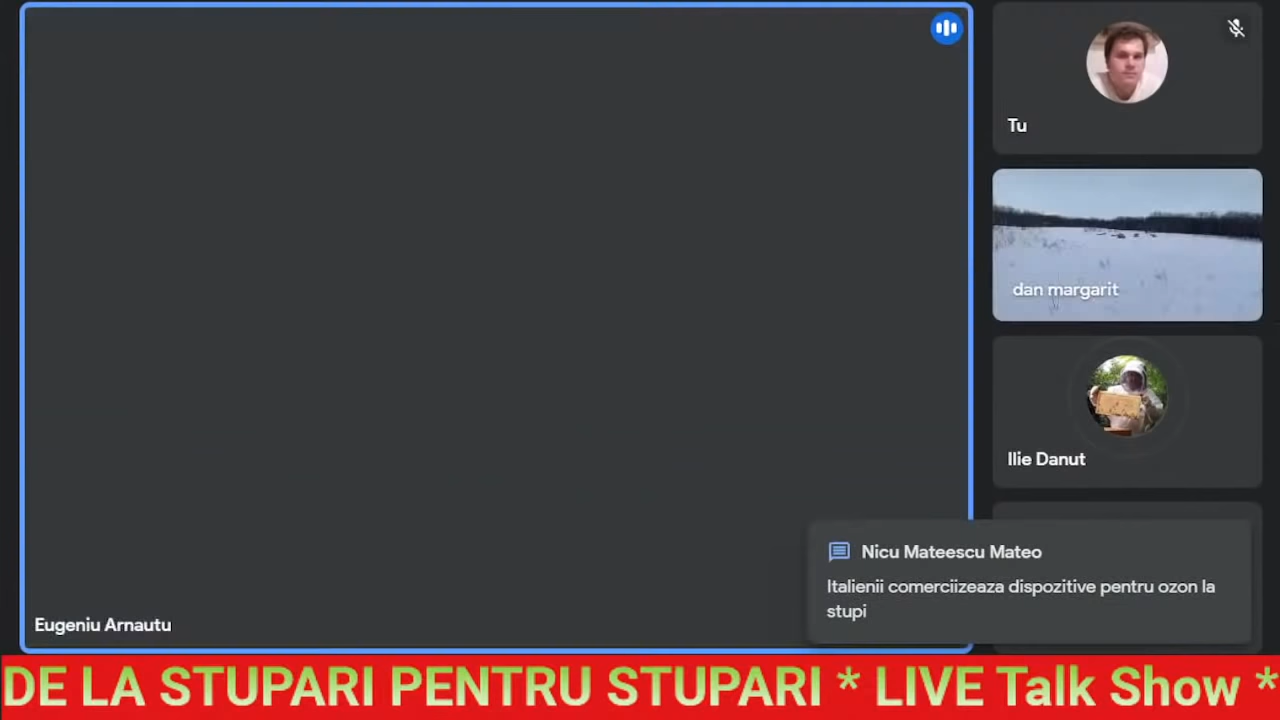 Tu
dan margarit
Ilie Danut
Nicu Mateescu Mateo
Italienii comerciizeaza dispozitive pentru ozon la
stupi
Eugeniu Arnautu
DE LA STUPARI PENTRU STUPARI * LIVE Talk Show *